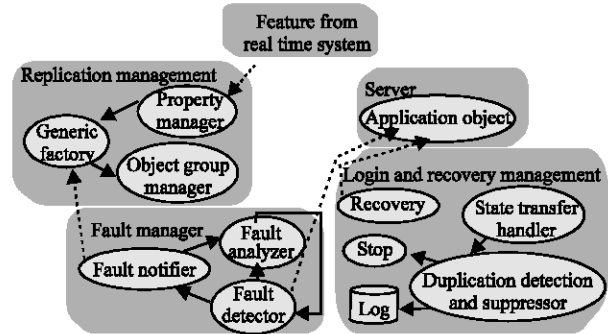 Feature from
real time system
Replication management
Property
manager
Generic
factory
Object group
manager
Server
Application object
Login and recovery management
Recovery
State transfer
handler
Stop
Duplication detection
and suppressor
Log
Fault manager
Fault
analyzer
Fault notifier
Fault
detector